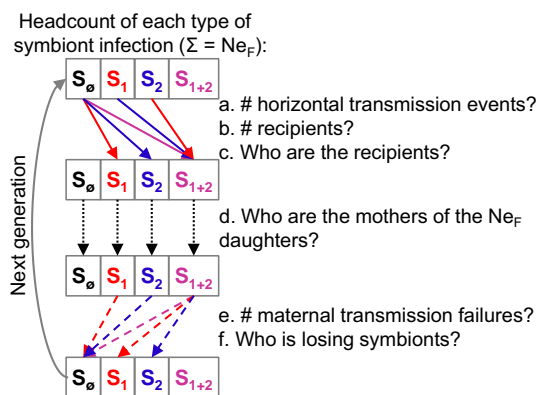 Headcount of each type of
symbiont infection (Σ = Ne_F):
S_ø S_1 S_2 S_1+2
a. # horizontal transmission events?
b. # recipients?
c. Who are the recipients?
S_ø S_1 S_2 S_1+2
d. Who are the mothers of the Ne_F
daughters?
S_ø S_1 S_2 S_1+2
e. # maternal transmission failures?
f. Who is losing symbionts?
S_ø S_1 S_2 S_1+2
Next generation